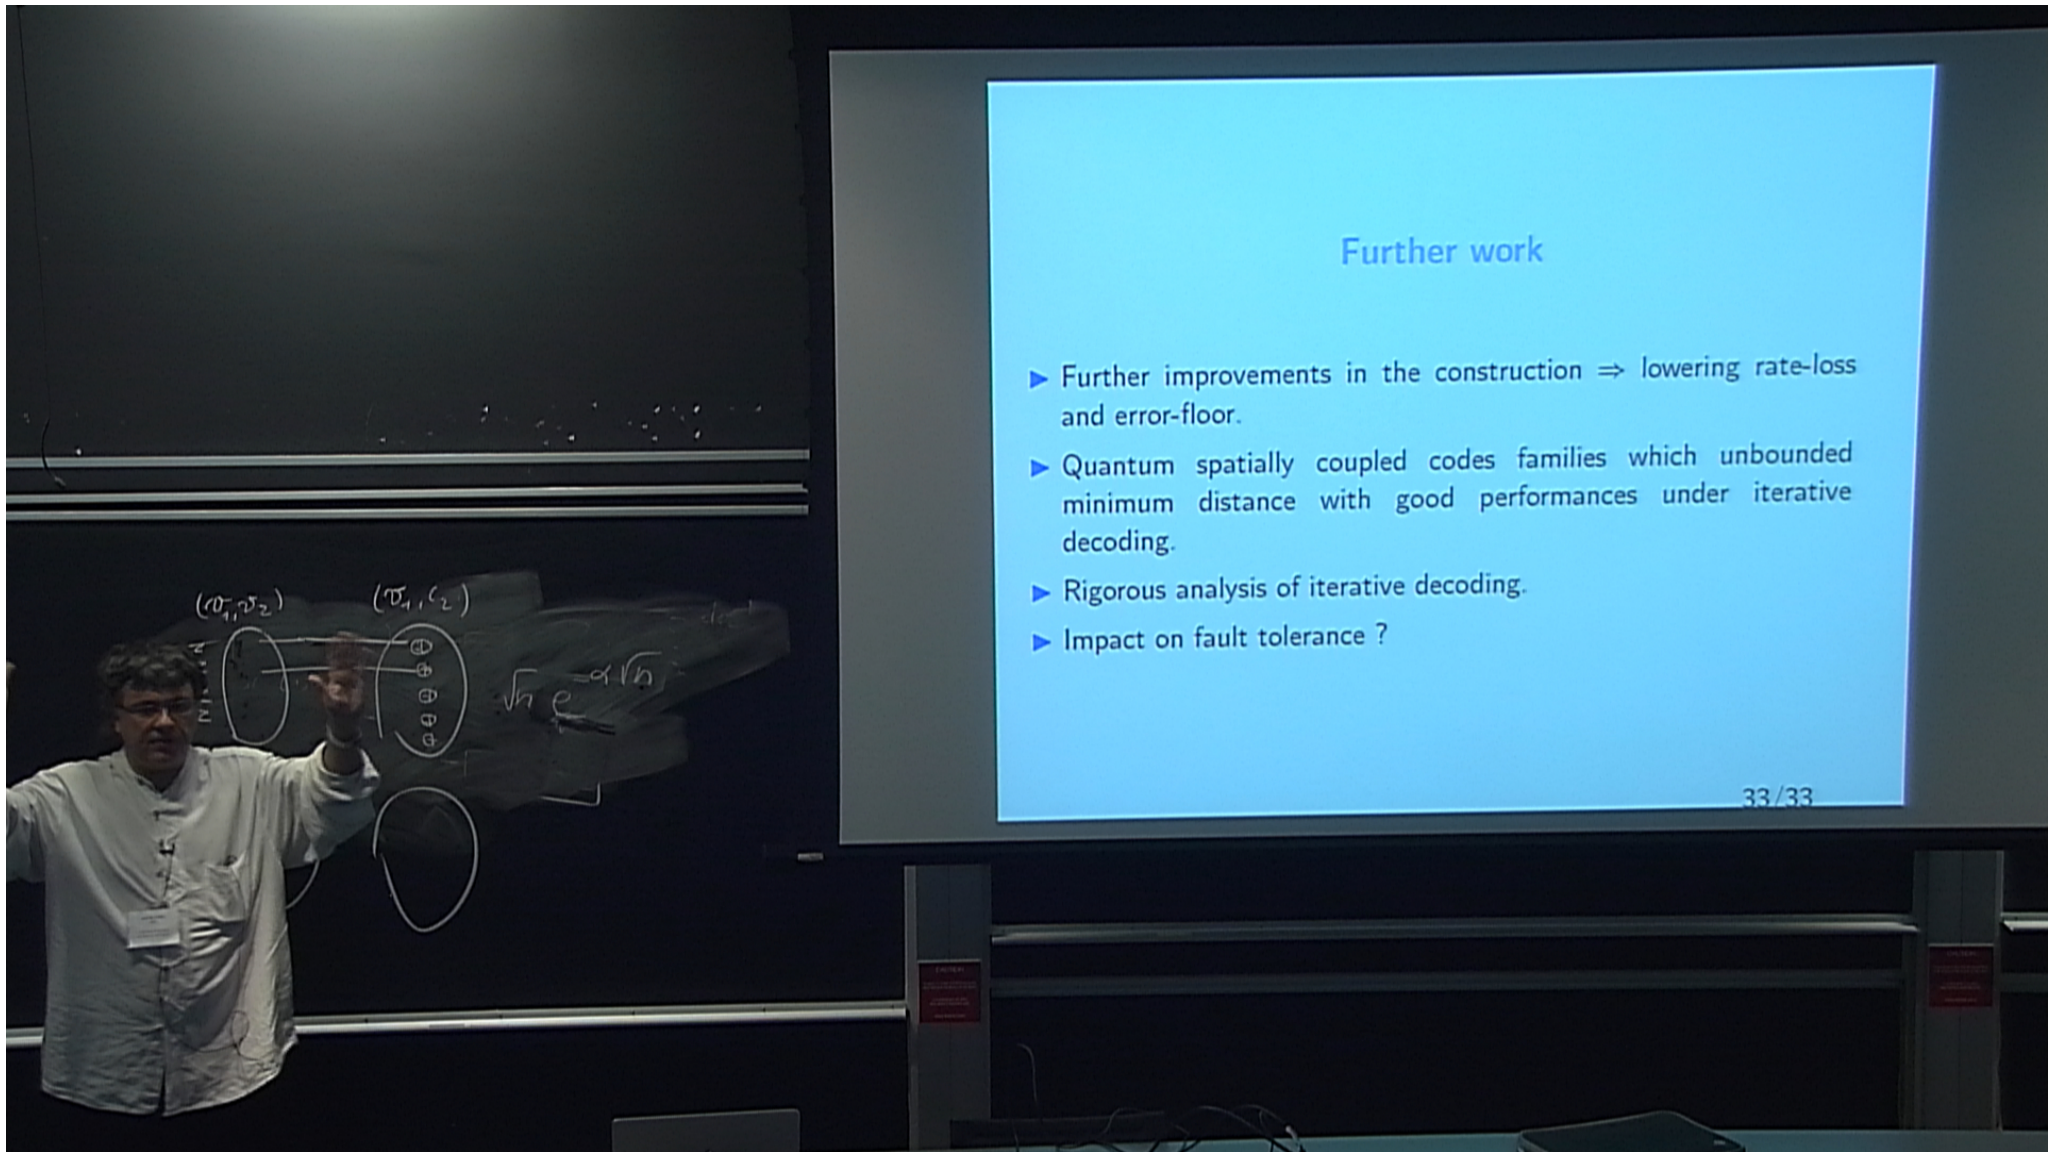 Further work
▶ Further improvements in the construction ⇒ lowering rate-loss
and error-floor.
▶ Quantum spatially coupled codes families which unbounded
minimum distance with good performances under iterative
decoding.
▶ Rigorous analysis of iterative decoding.
▶ Impact on fault tolerance ?
33/33
(v₁,v₂)
(v₁,c₂)
√n e^{-α√n}
CAUTION
CAUTION